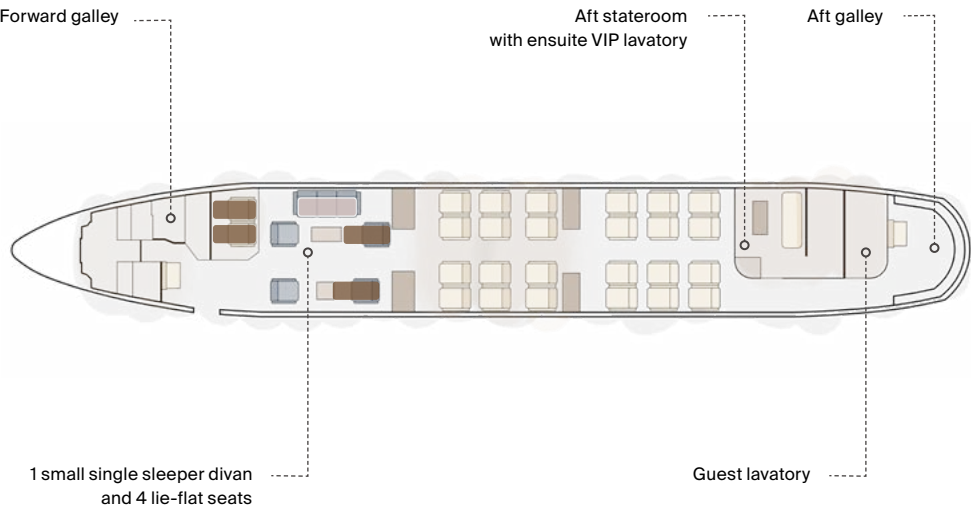 Forward galley
Aft stateroom
with ensuite VIP lavatory
Aft galley
1 small single sleeper divan
and 4 lie-flat seats
Guest lavatory